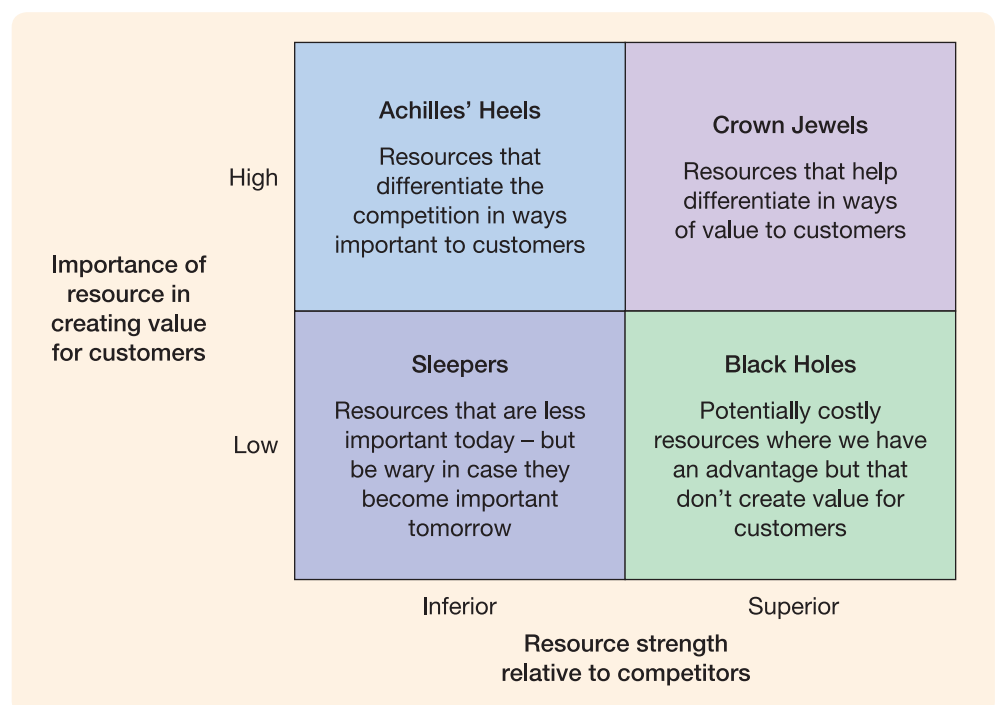 Achilles’ Heels
Resources that
differentiate the
competition in ways
important to customers
Crown Jewels
Resources that help
differentiate in ways
of value to customers
High
Importance of
resource in
creating value
for customers
Sleepers
Resources that are less
important today – but
be wary in case they
become important
tomorrow
Black Holes
Potentially costly
resources where we have
an advantage but that
don’t create value for
customers
Low
Inferior
Superior
Resource strength
relative to competitors